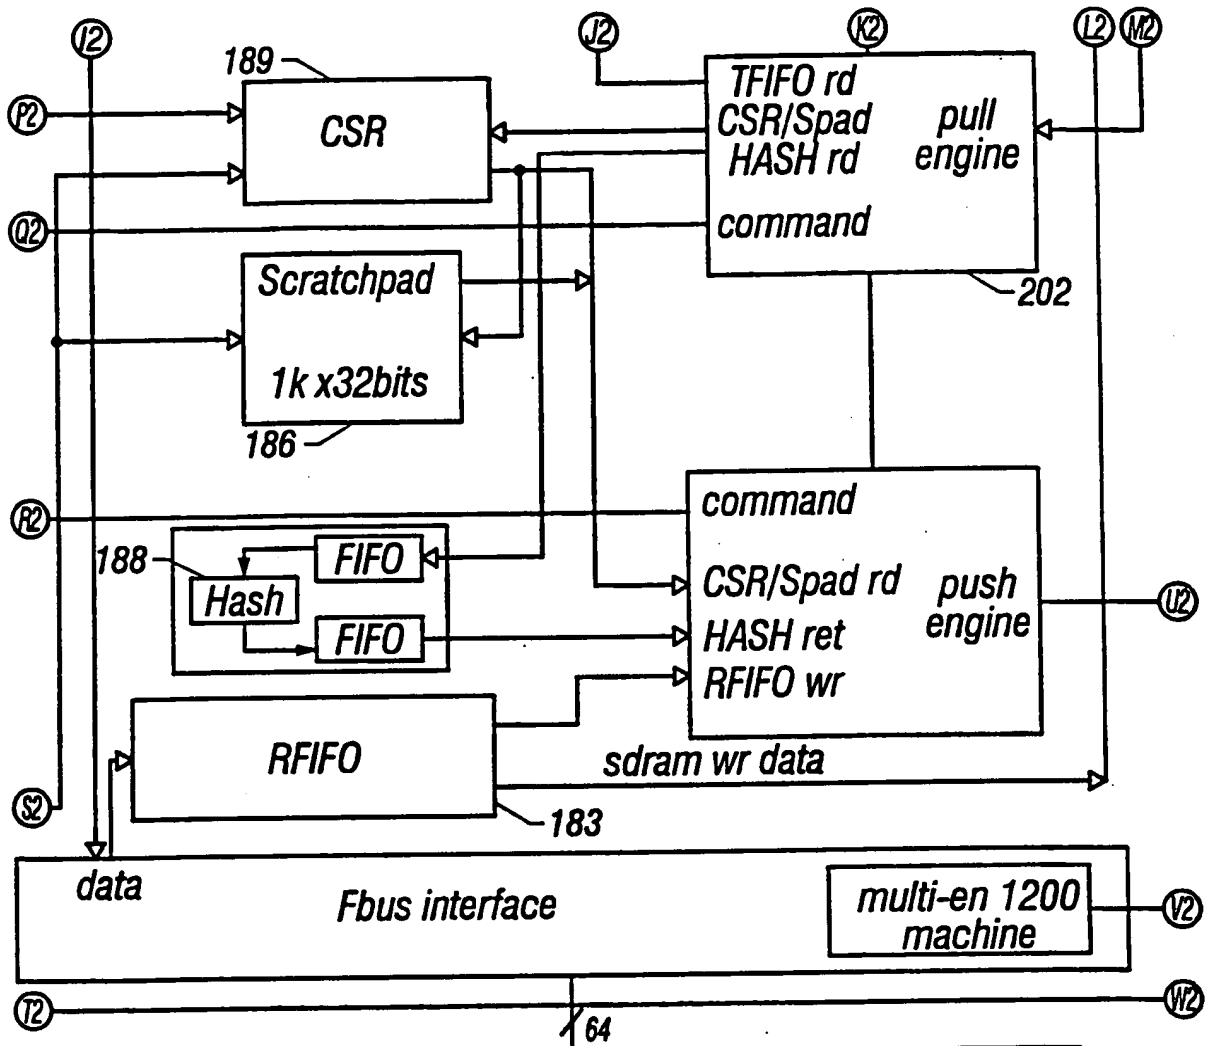 I2
J2
K2
L2
M2
189
P2
CSR
TFIFO rd
CSR/Spad
HASH rd
pull
engine
Q2
command
Scratchpad
1k x32bits
202
186
R2
command
188
FIFO
Hash
FIFO
CSR/Spad rd
HASH ret
RFIFO wr
push
engine
U2
RFIFO
sdram wr data
S2
183
data
Fbus interface
multi-en 1200
machine
V2
T2
W2
64